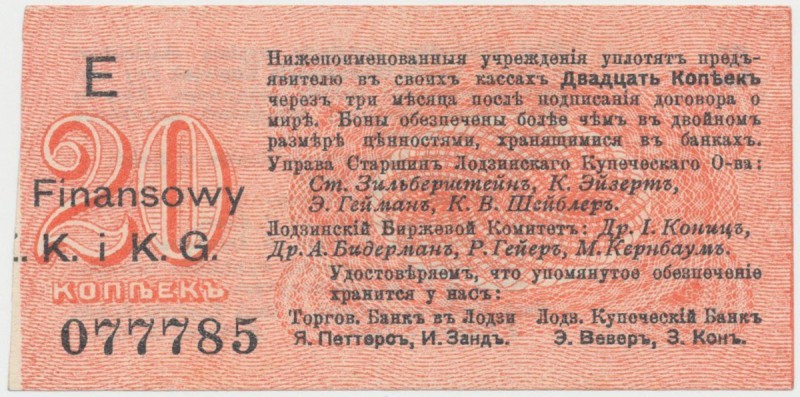 E
20
Finansowy
K. i K. G.
КОПѢЕКЪ
077785
Нижепоименованныя учрежденія уплотятъ предъ-
явителю въ своихъ кассахъ Двадцать Копѣекъ
черезъ три мѣсяца послѣ подписанія договора о
мирѣ. Боны обезпечены болѣе чѣмъ въ двойномъ
размѣрѣ цѣнностями, хранящимися въ банкахъ.
Управа Старшинъ Лодзинскаго Купеческаго О-ва:
Ст. Зильберштейнъ, К. Эйзертъ,
Э. Гейманъ, К. В. Шейблеръ.
Лодзинскій Биржевой Комитетъ: Др. I. Коницъ,
Др. А. Бидерманъ, Р. Гейеръ, М. Кернбаумъ.
Удостовѣряемъ, что упомянутое обезпеченіе
хранится у насъ:
Торгов. Банкъ въ Лодзи Лодз. Купеческій Банкъ
Я. Петтерсъ, И. Зандъ. Э. Веверъ, З. Конъ.